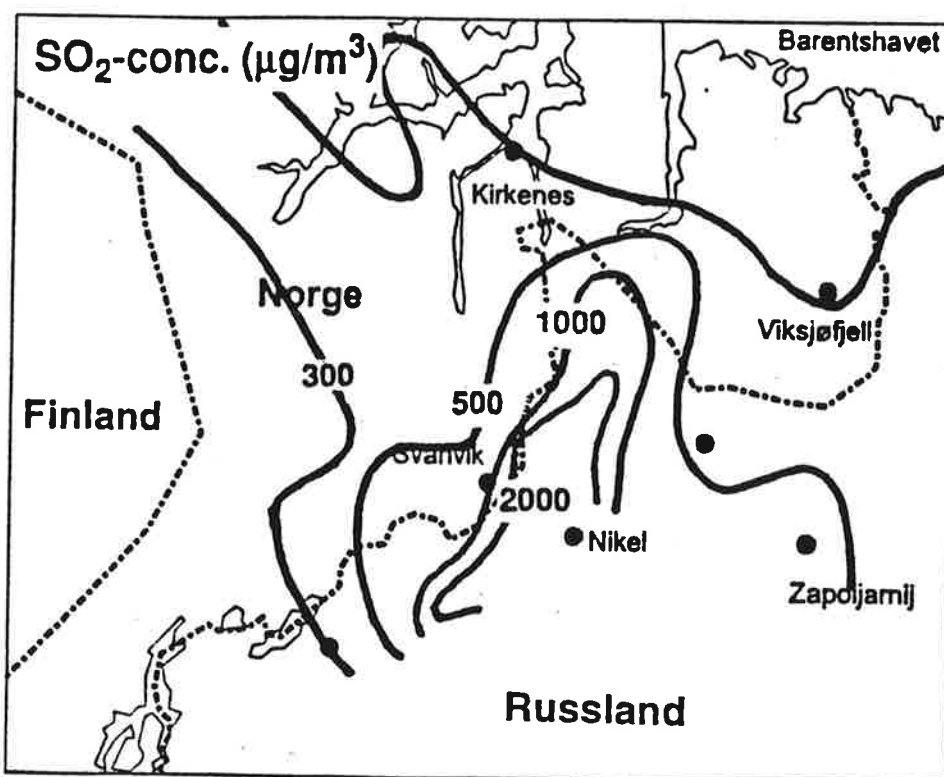 SO₂-conc. (µg/m³)
Barentshavet
Kirkenes
Norge
1000
Viksjøfjell
300
500
Finland
Svanvik
2000
Nikel
Zapoljarnij
Russland